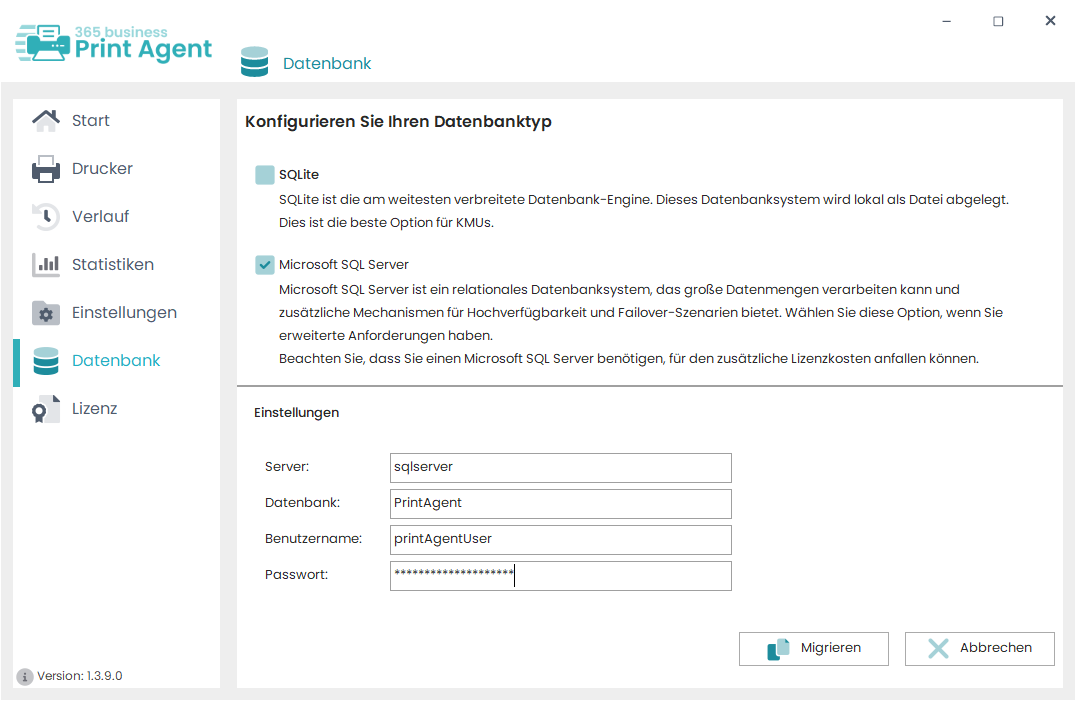 365 business
Print Agent
Datenbank
Start
Drucker
Verlauf
Statistiken
Einstellungen
Datenbank
Lizenz
Version: 1.3.9.0
Konfigurieren Sie Ihren Datenbanktyp
SQLite
SQLite ist die am weitesten verbreitete Datenbank-Engine. Dieses Datenbanksystem wird lokal als Datei abgelegt.
Dies ist die beste Option für KMUs.
Microsoft SQL Server
Microsoft SQL Server ist ein relationales Datenbanksystem, das große Datenmengen verarbeiten kann und
zusätzliche Mechanismen für Hochverfügbarkeit und Failover-Szenarien bietet. Wählen Sie diese Option, wenn Sie
erweiterte Anforderungen haben.
Beachten Sie, dass Sie einen Microsoft SQL Server benötigen, für den zusätzliche Lizenzkosten anfallen können.
Einstellungen
Server: sqlserver
Datenbank: PrintAgent
Benutzername: printAgentUser
Passwort: ********************
Migrieren Abbrechen